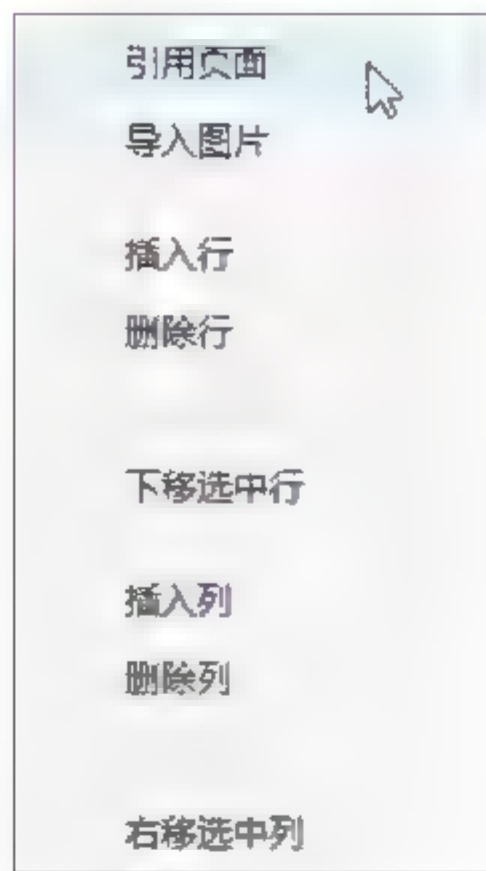 引用页面
导入图片
插入行
删除行
下移选中行
插入列
删除列
右移选中列